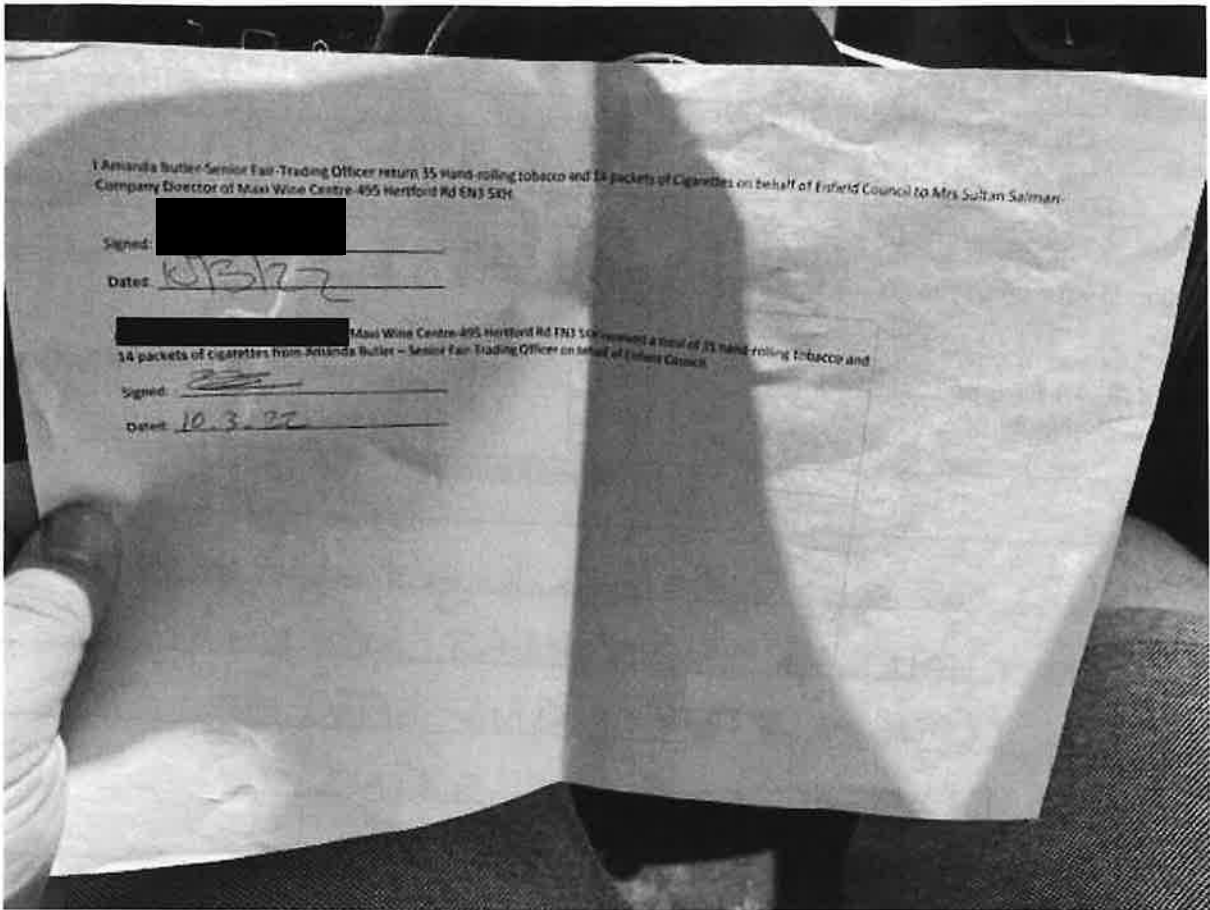 I Amanda Butler-Senior Fair-Trading Officer return 35 Hand-rolling tobacco and 14 packets of Cigarettes on behalf of Enfield Council to Mrs Sultan Salman-
Company Director of Maxi Wine Centre-495 Hertford Rd EN3 5XH
Signed:
Dated: 10/3/22
Maxi Wine Centre-495 Hertford Rd EN3 5XH received a total of 35 hand-rolling tobacco and
14 packets of cigarettes from Amanda Butler – Senior Fair-Trading Officer on behalf of Enfield Council
Signed:
Dated: 10.3.22